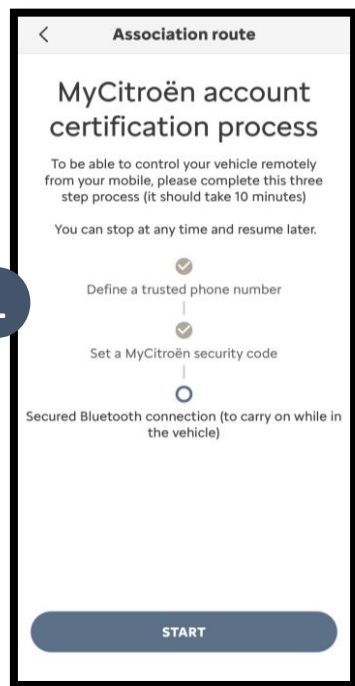 Association route
MyCitroën account
certification process
To be able to control your vehicle remotely
from your mobile, please complete this three
step process (it should take 10 minutes)
You can stop at any time and resume later.
Define a trusted phone number
Set a MyCitroën security code
Secured Bluetooth connection (to carry on while in
the vehicle)
START